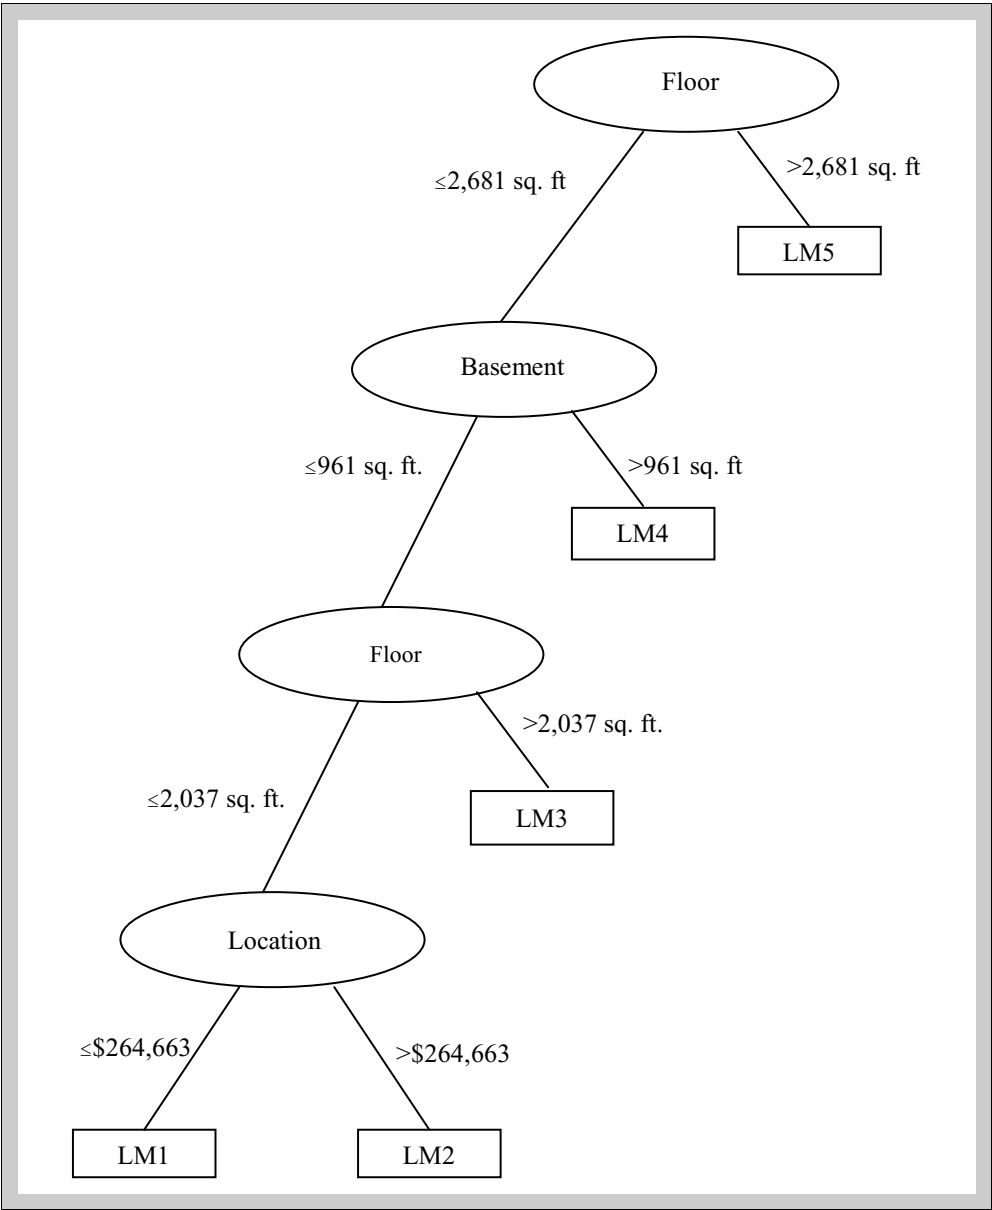 Floor
≤2,681 sq. ft
>2,681 sq. ft
LM5
Basement
≤961 sq. ft.
>961 sq. ft
LM4
Floor
>2,037 sq. ft.
≤2,037 sq. ft.
LM3
Location
≤$264,663
>$264,663
LM1
LM2